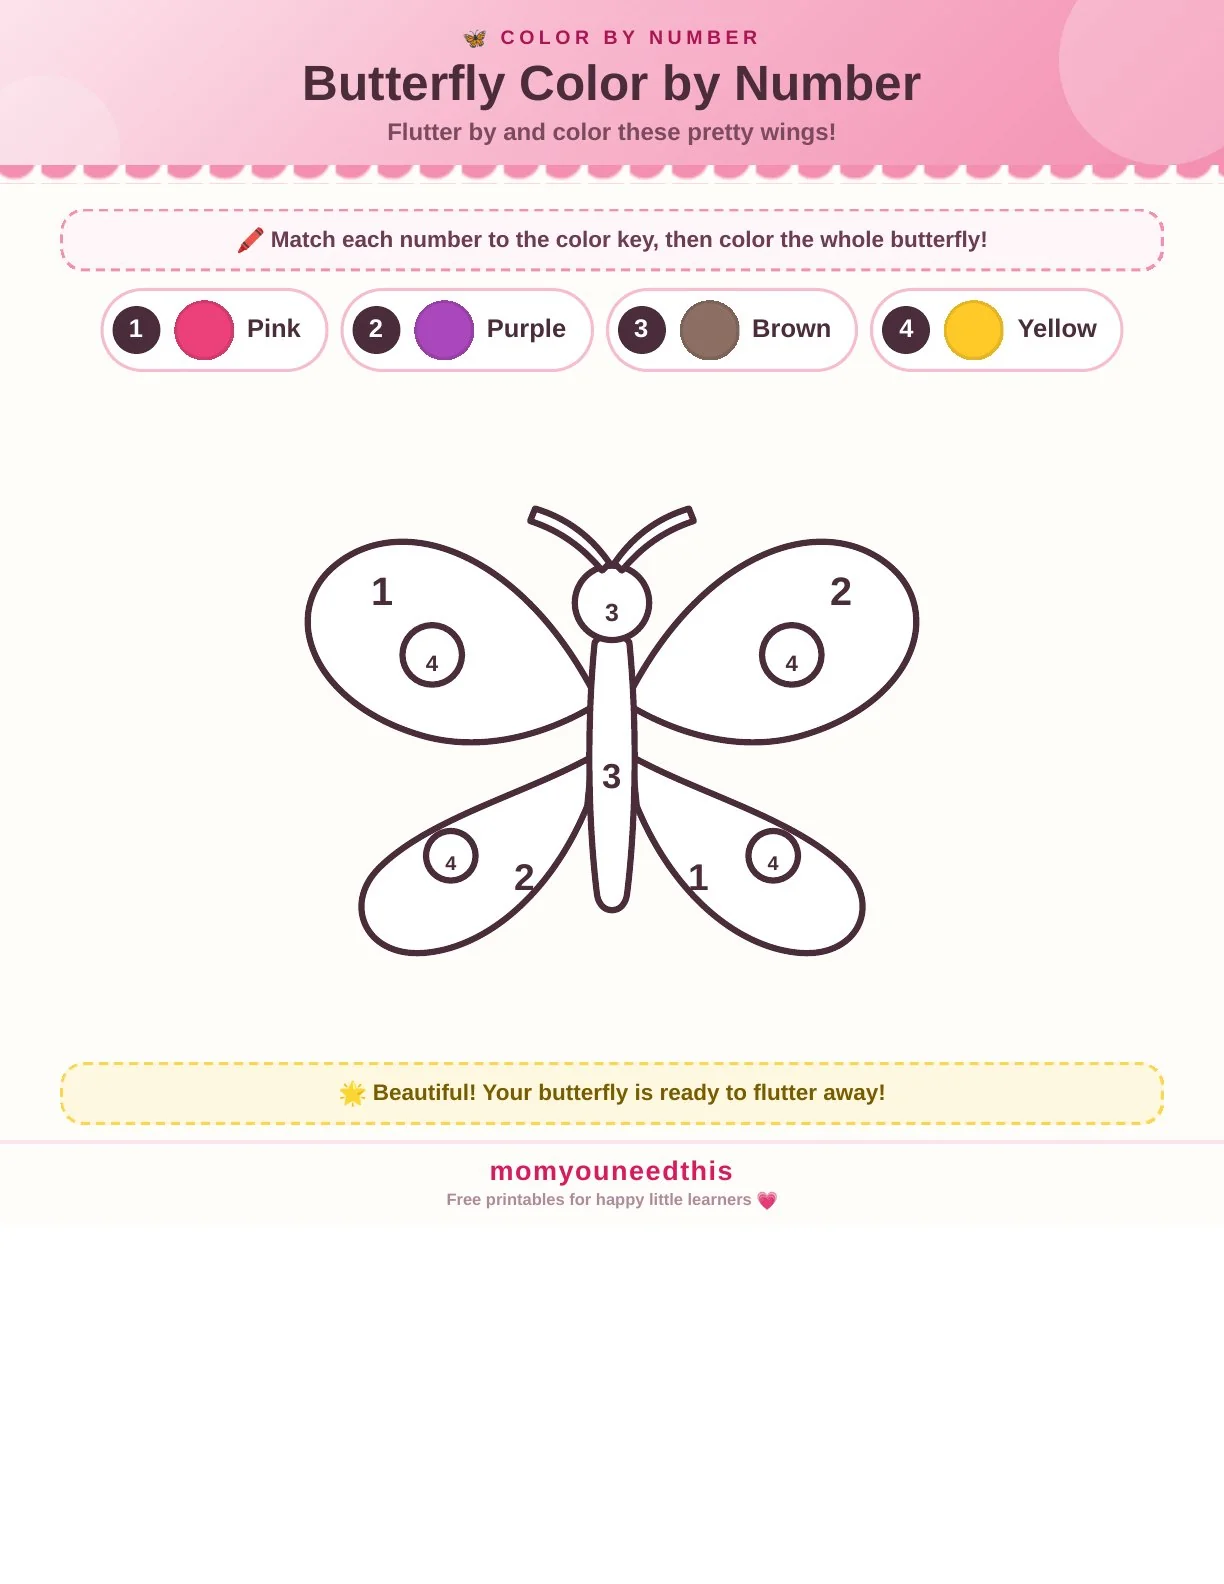 🦋 COLOR BY NUMBER
Butterfly Color by Number
Flutter by and color these pretty wings!
🖍️ Match each number to the color key, then color the whole butterfly!
1 Pink 2 Purple 3 Brown 4 Yellow
1 2
3
4 4
3
4 4
2 1
🌟 Beautiful! Your butterfly is ready to flutter away!
momyouneedthis
Free printables for happy little learners 💗